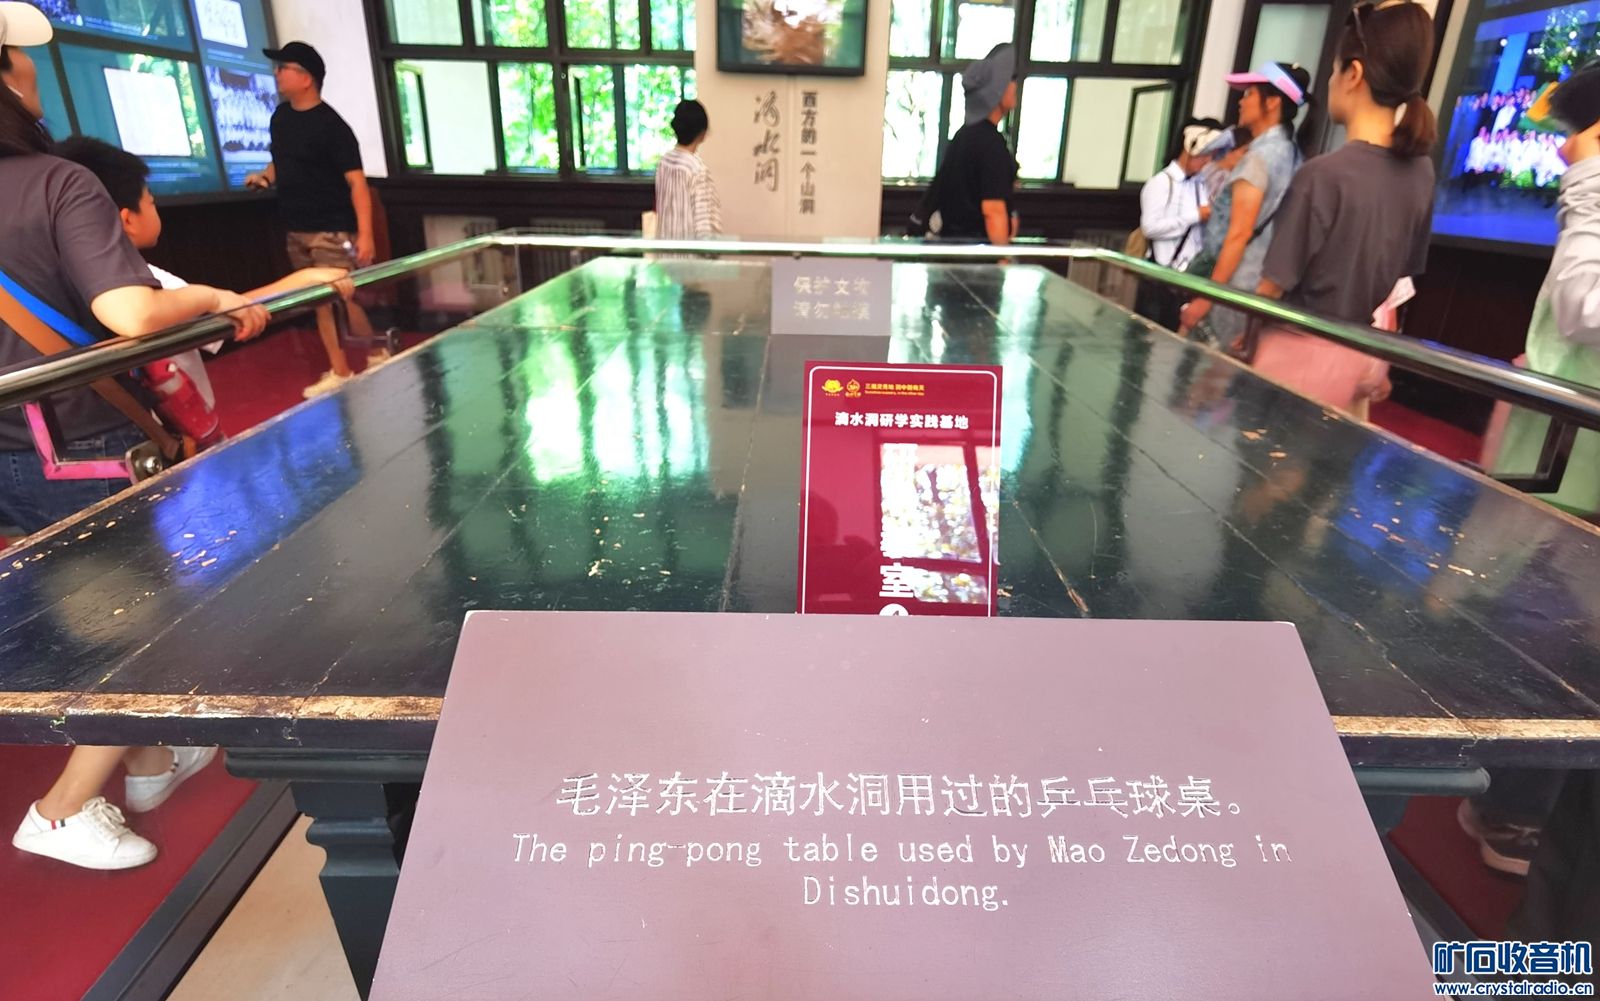 西方的一个山洞
滴水洞
保护文物
请勿触摸
滴水洞研学实践基地
室
毛泽东在滴水洞用过的乒乓球桌。
The ping-pong table used by Mao Zedong in
Dishuidong.
矿石收音机
www.crystalradio.cn